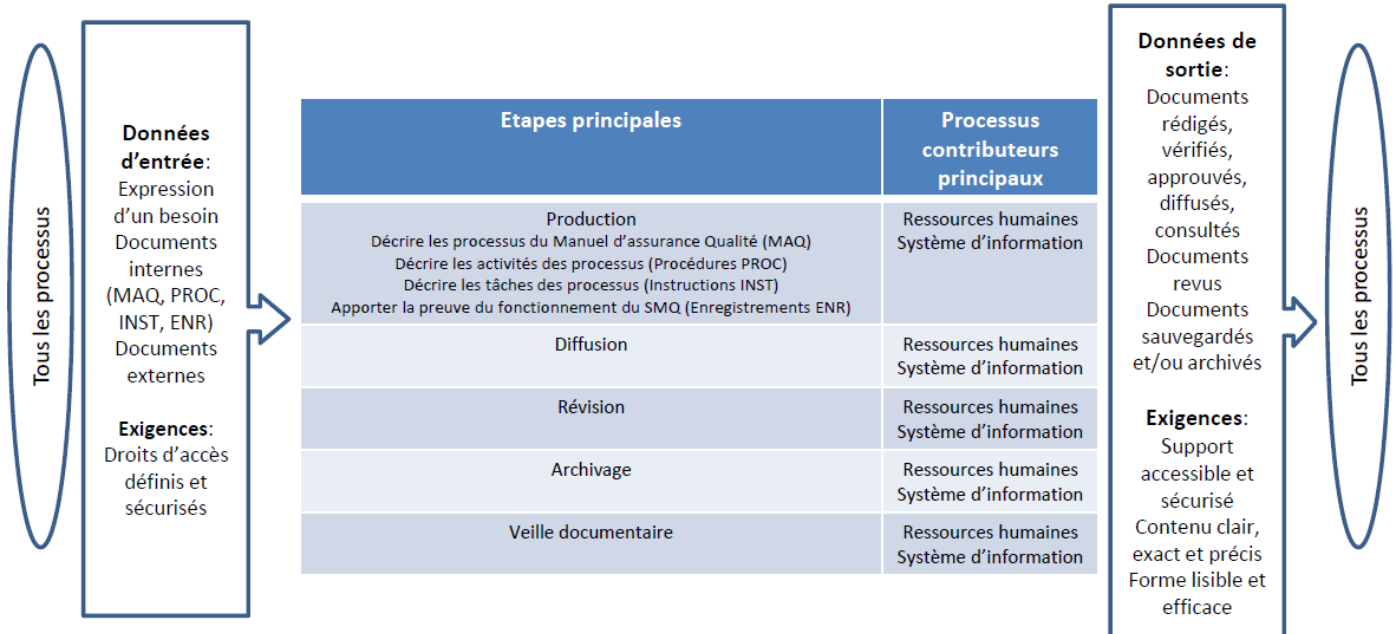 Tous les processus
Données
d’entrée:
Expression
d’un besoin
Documents
internes
(MAQ, PROC,
INST, ENR)
Documents
externes
Exigences:
Droits d’accès
définis et
sécurisés
Etapes principales
Processus
contributeurs
principaux
Production
Décrire les processus du Manuel d’assurance Qualité (MAQ)
Décrire les activités des processus (Procédures PROC)
Décrire les tâches des processus (Instructions INST)
Apporter la preuve du fonctionnement du SMQ (Enregistrements ENR)
Ressources humaines
Système d’information
Diffusion
Ressources humaines
Système d’information
Révision
Ressources humaines
Système d’information
Archivage
Ressources humaines
Système d’information
Veille documentaire
Ressources humaines
Système d’information
Données de
sortie:
Documents
rédigés,
vérifiés,
approuvés,
diffusés,
consultés
Documents
revus
Documents
sauvegardés
et/ou archivés
Exigences:
Support
accessible et
sécurisé
Contenu clair,
exact et précis
Forme lisible et
efficace
Tous les processus